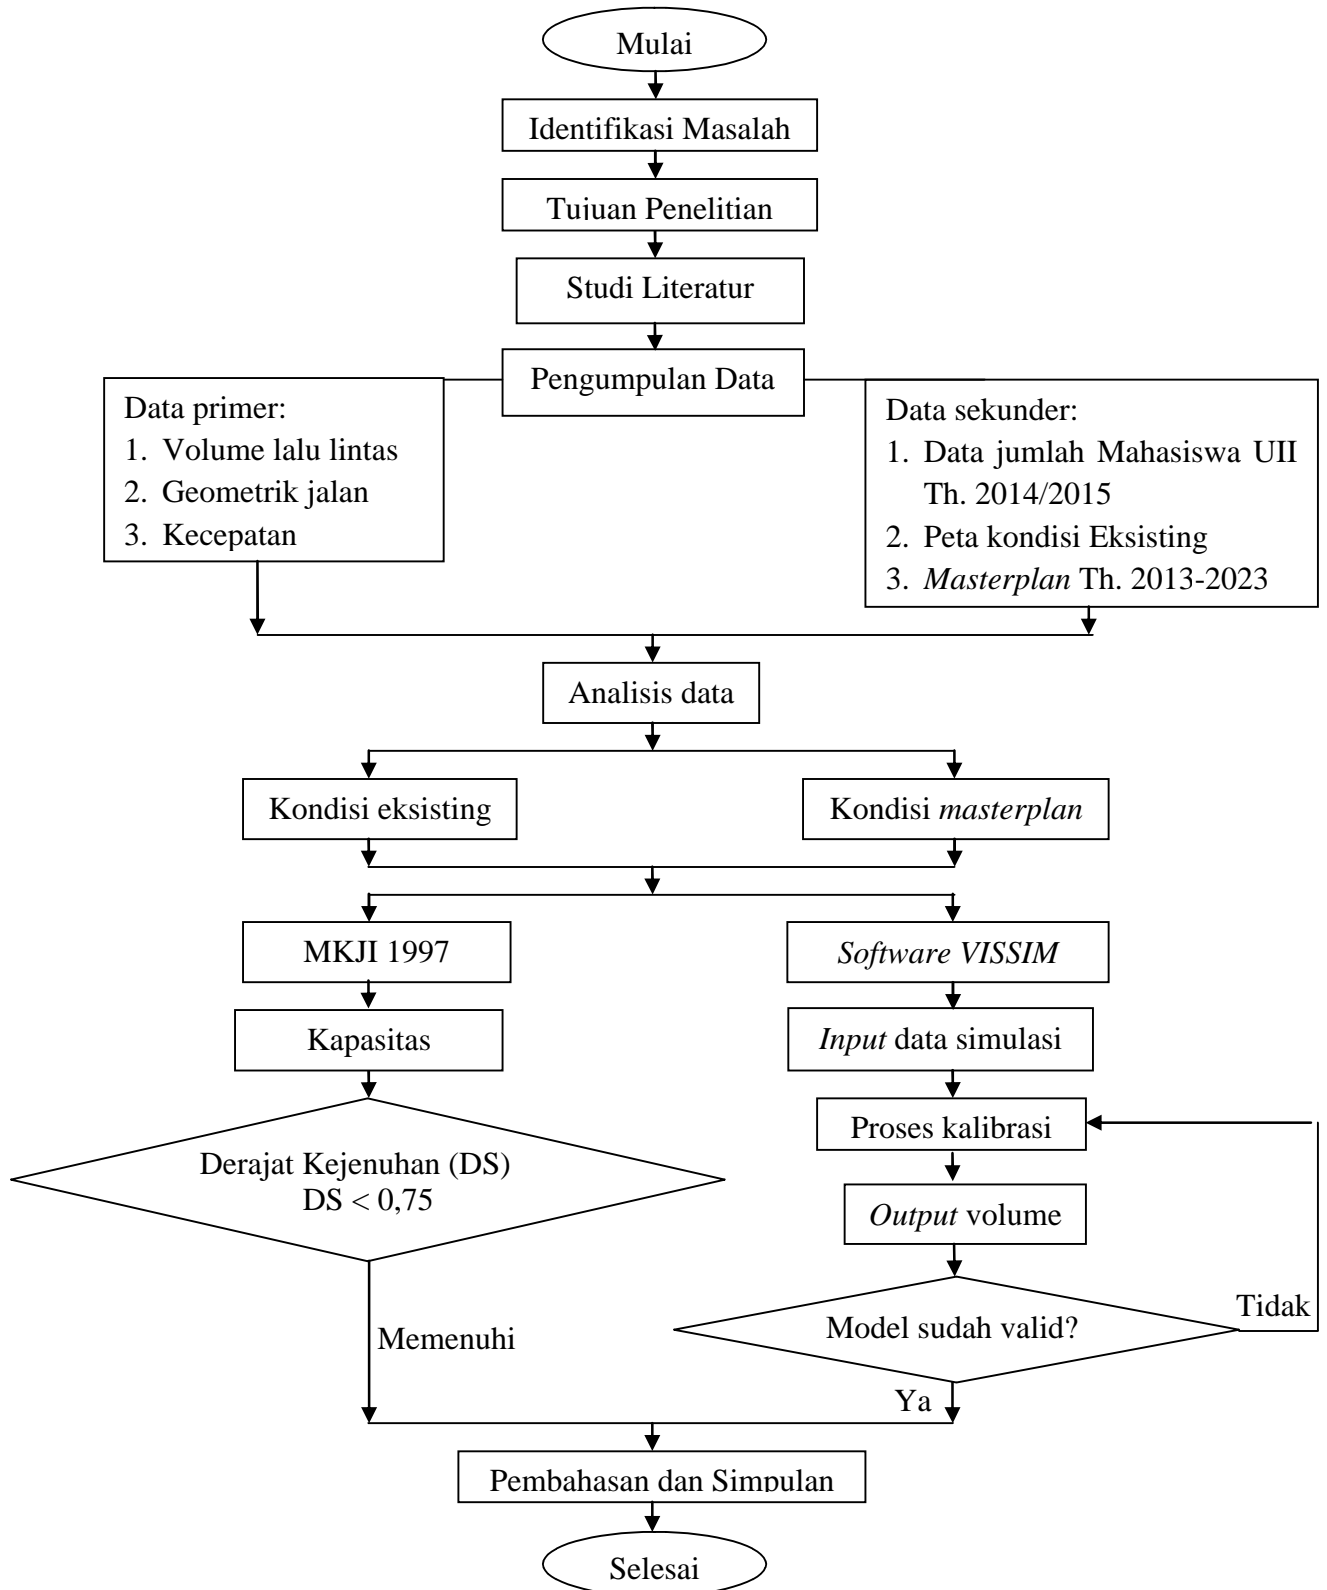 Mulai
Identifikasi Masalah
Tujuan Penelitian
Studi Literatur
Pengumpulan Data
Data primer:
1. Volume lalu lintas
2. Geometrik jalan
3. Kecepatan
Data sekunder:
1. Data jumlah Mahasiswa UII
Th. 2014/2015
2. Peta kondisi Eksisting
3. Masterplan Th. 2013-2023
Analisis data
Kondisi eksisting
Kondisi masterplan
MKJI 1997
Software VISSIM
Kapasitas
Input data simulasi
Proses kalibrasi
Derajat Kejenuhan (DS)
DS < 0,75
Output volume
Model sudah valid?
Tidak
Memenuhi
Ya
Pembahasan dan Simpulan
Selesai